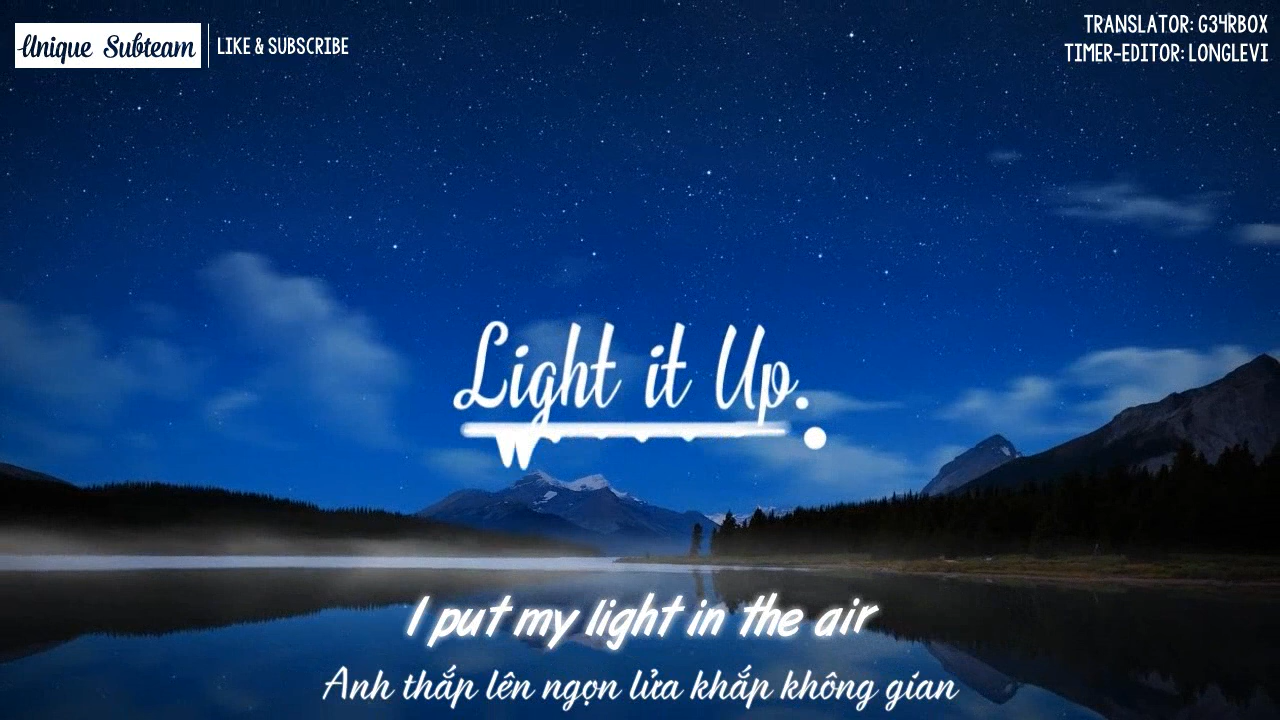 Unique Subteam
LIKE & SUBSCRIBE
TRANSLATOR: G34RBOX
TIMER-EDITOR: LONGLEVI
Light it Up.
I put my light in the air
Anh thắp lên ngọn lửa khắp không gian